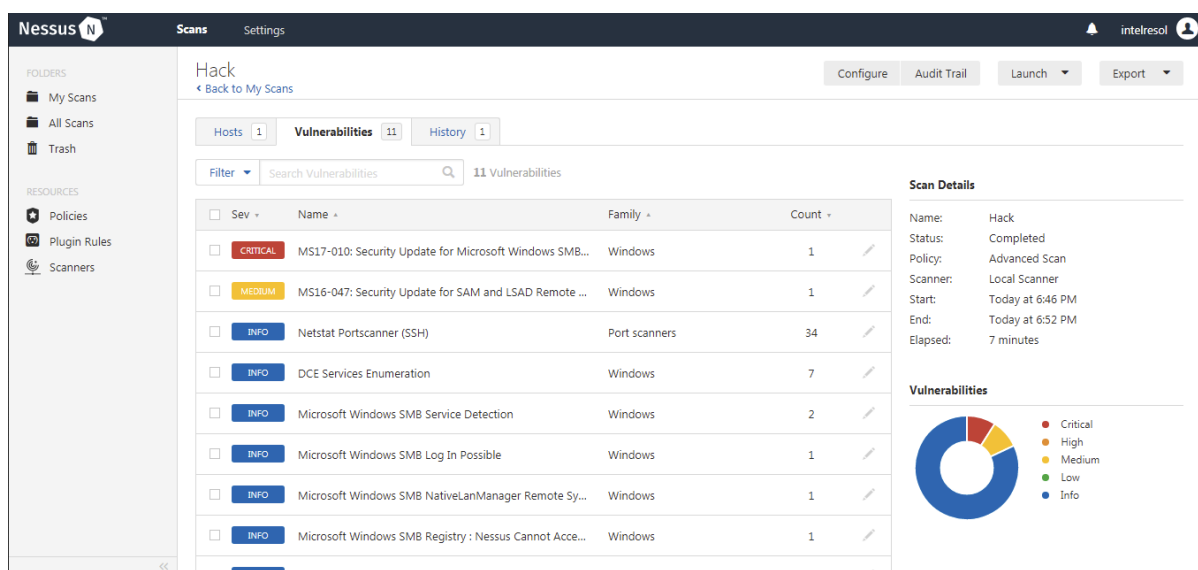 Nessus N ™
Scans Settings
intelresol
FOLDERS
My Scans
All Scans
Trash
RESOURCES
Policies
Plugin Rules
Scanners
Hack
Back to My Scans
Configure Audit Trail Launch Export
Hosts 1 Vulnerabilities 11 History 1
Filter Search Vulnerabilities 11 Vulnerabilities
Sev Name Family Count
CRITICAL MS17-010: Security Update for Microsoft Windows SMB... Windows 1
MEDIUM MS16-047: Security Update for SAM and LSAD Remote ... Windows 1
INFO Netstat Portscanner (SSH) Port scanners 34
INFO DCE Services Enumeration Windows 7
INFO Microsoft Windows SMB Service Detection Windows 2
INFO Microsoft Windows SMB Log In Possible Windows 1
INFO Microsoft Windows SMB NativeLanManager Remote Sy... Windows 1
INFO Microsoft Windows SMB Registry : Nessus Cannot Acce... Windows 1
Scan Details
Name: Hack
Status: Completed
Policy: Advanced Scan
Scanner: Local Scanner
Start: Today at 6:46 PM
End: Today at 6:52 PM
Elapsed: 7 minutes
Vulnerabilities
Critical
High
Medium
Low
Info